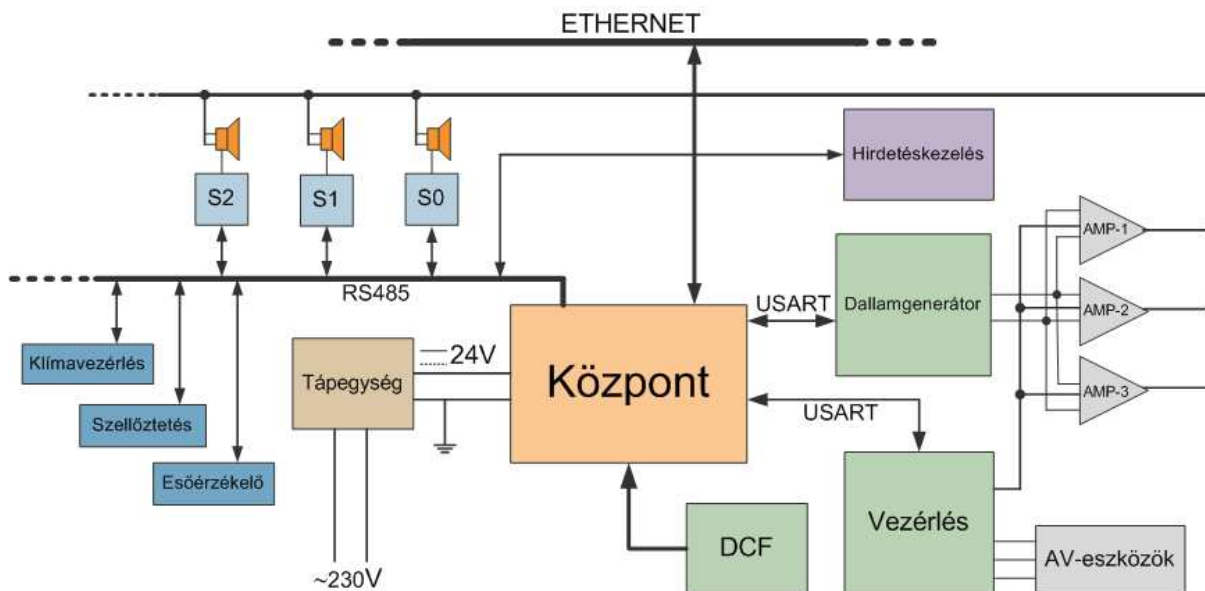 ETHERNET
Hirdetéskezelés
S2
S1
S0
AMP-1
RS485
USART
Dallamgenerátor
AMP-2
Klímavezérlés
24V
Tápegység
Központ
AMP-3
Szellőztetés
USART
Esőérzékelő
DCF
Vezérlés
AV-eszközök
~230V